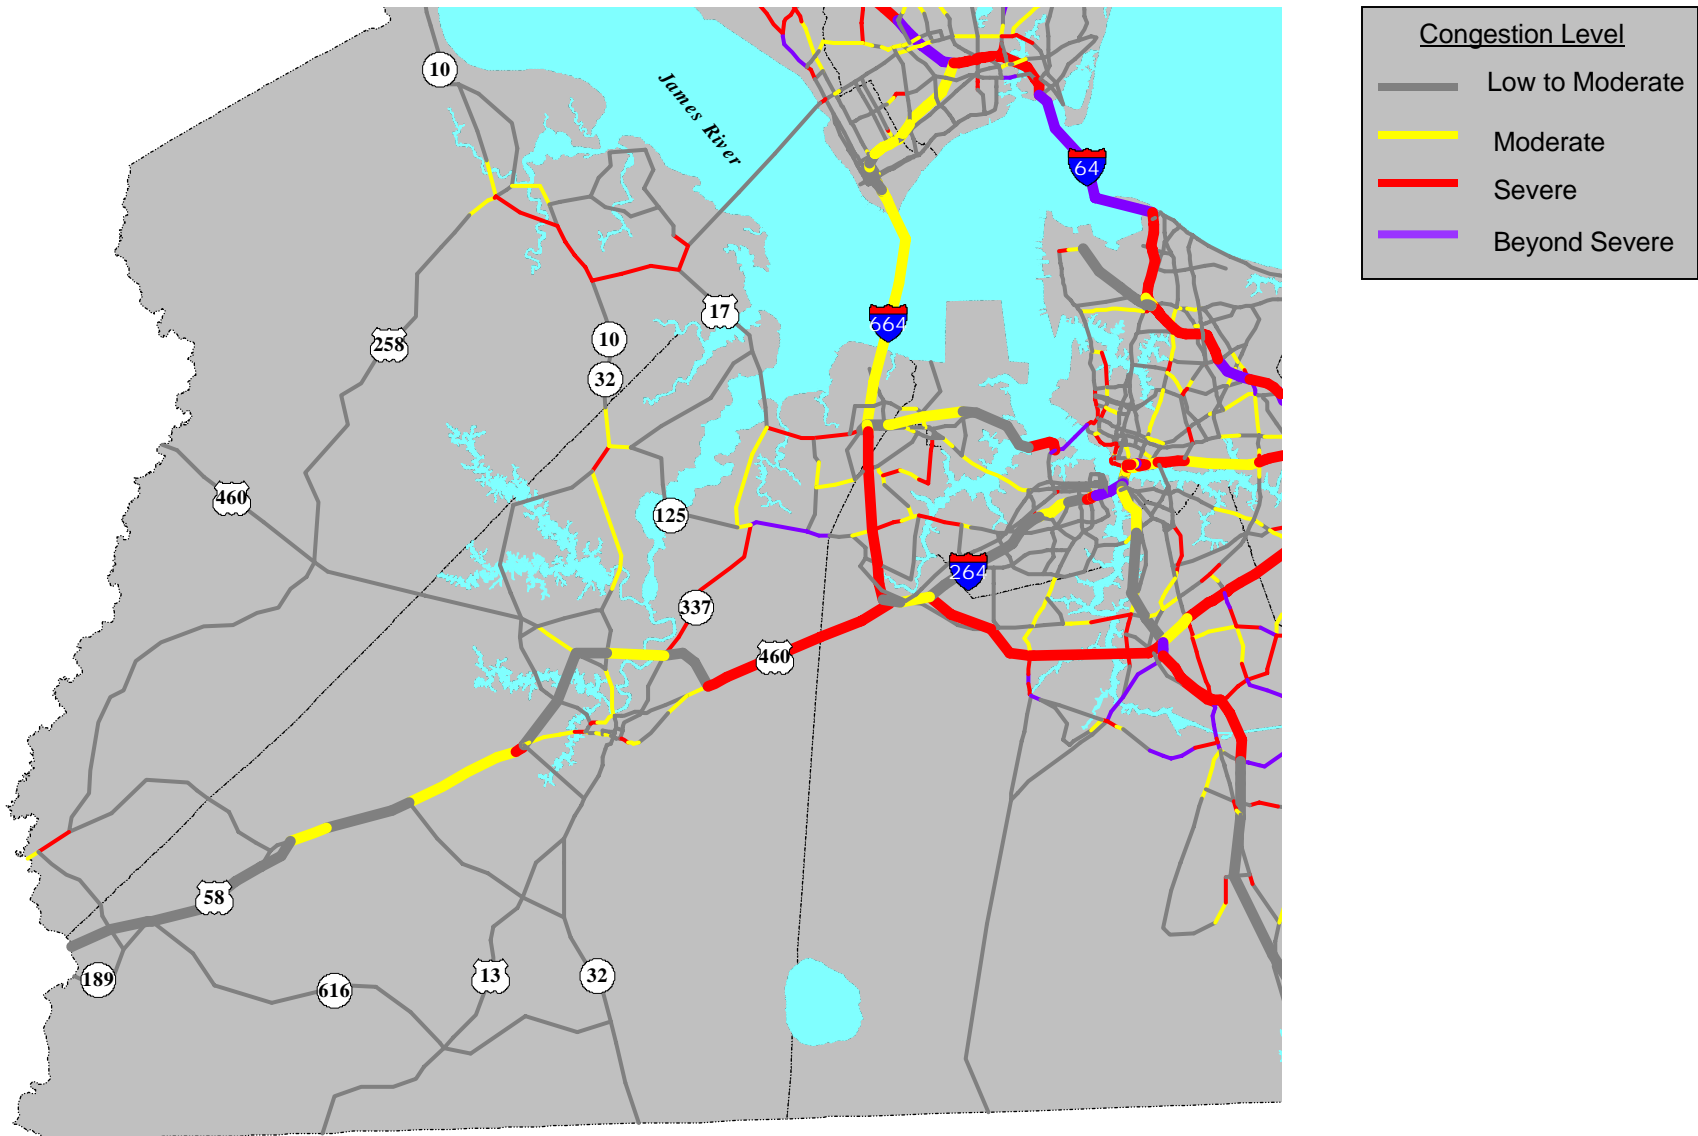 Congestion Level
Low to Moderate
Moderate
Severe
Beyond Severe
10
James River
64
17
664
258
10
32
460
125
264
337
460
58
189
616
13
32